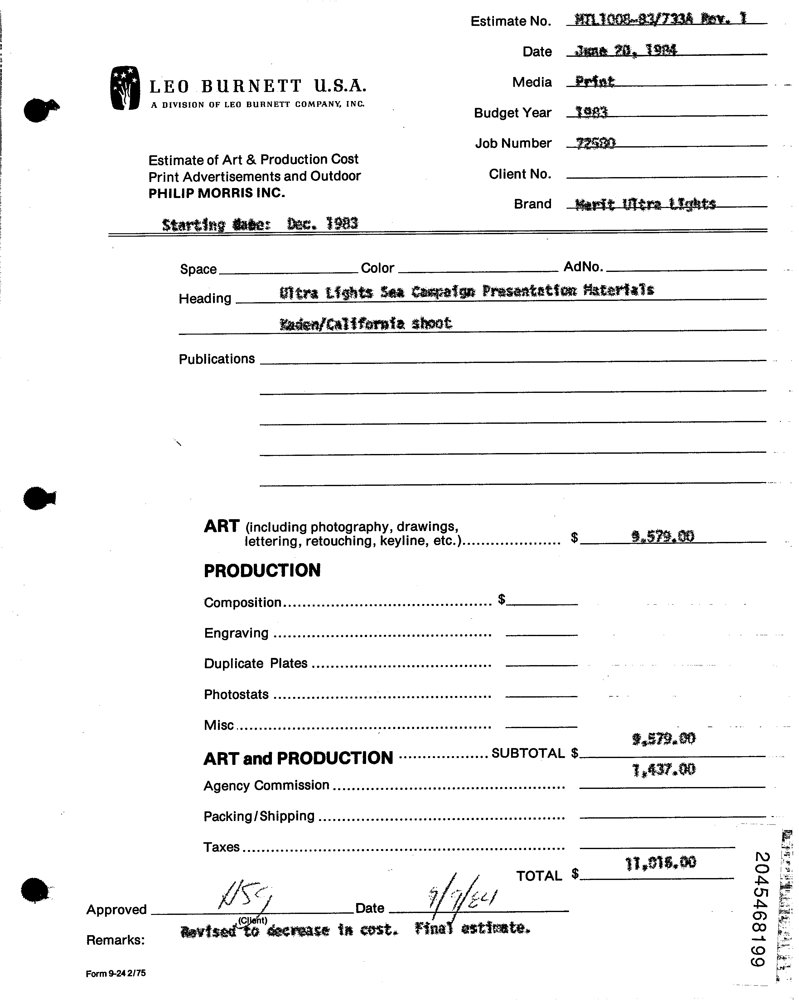 Estimate No. MTL1008-83/733A Rev. 1
Date June 20, 1984
LEO BURNETT U.S.A.
A DIVISION OF LEO BURNETT COMPANY, INC.
Media Print
Budget Year 1983
Job Number 72580
Estimate of Art & Production Cost
Print Advertisements and Outdoor
PHILIP MORRIS INC.
Client No.
Brand Merit Ultra Lights
Starting Date: Dec. 1983
Space Color AdNo.
Heading Ultra Lights Sea Campaign Presentation Materials
Kaden/California shoot
Publications
ART (including photography, drawings,
lettering, retouching, keyline, etc.)..................... $ 9,579.00
PRODUCTION
Composition............................................ $
Engraving ..............................................
Duplicate Plates ......................................
Photostats ..............................................
Misc......................................................
9,579.00
ART and PRODUCTION ................... SUBTOTAL $
1,437.00
Agency Commission ..................................................
Packing/Shipping .....................................................
Taxes.....................................................................
11,016.00
TOTAL $
Approved Date 9/7/84
(Client)
Remarks: Revised to decrease in cost. Final estimate.
Form 9-24 2/75
2045468199